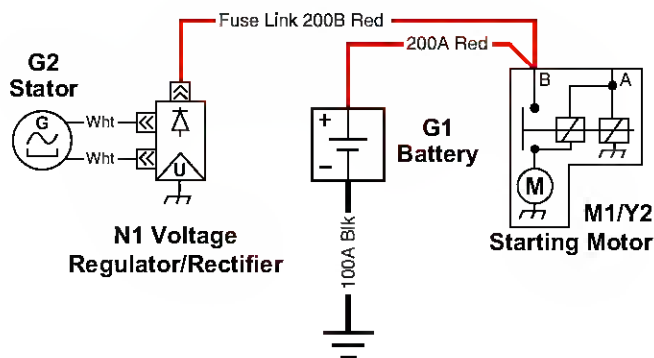 Fuse Link 200B Red
200A Red
G2
Stator
B
A
G
Wht
Wht
U
+
−
G1
Battery
M
M1/Y2
Starting Motor
N1 Voltage
Regulator/Rectifier
100A Blk